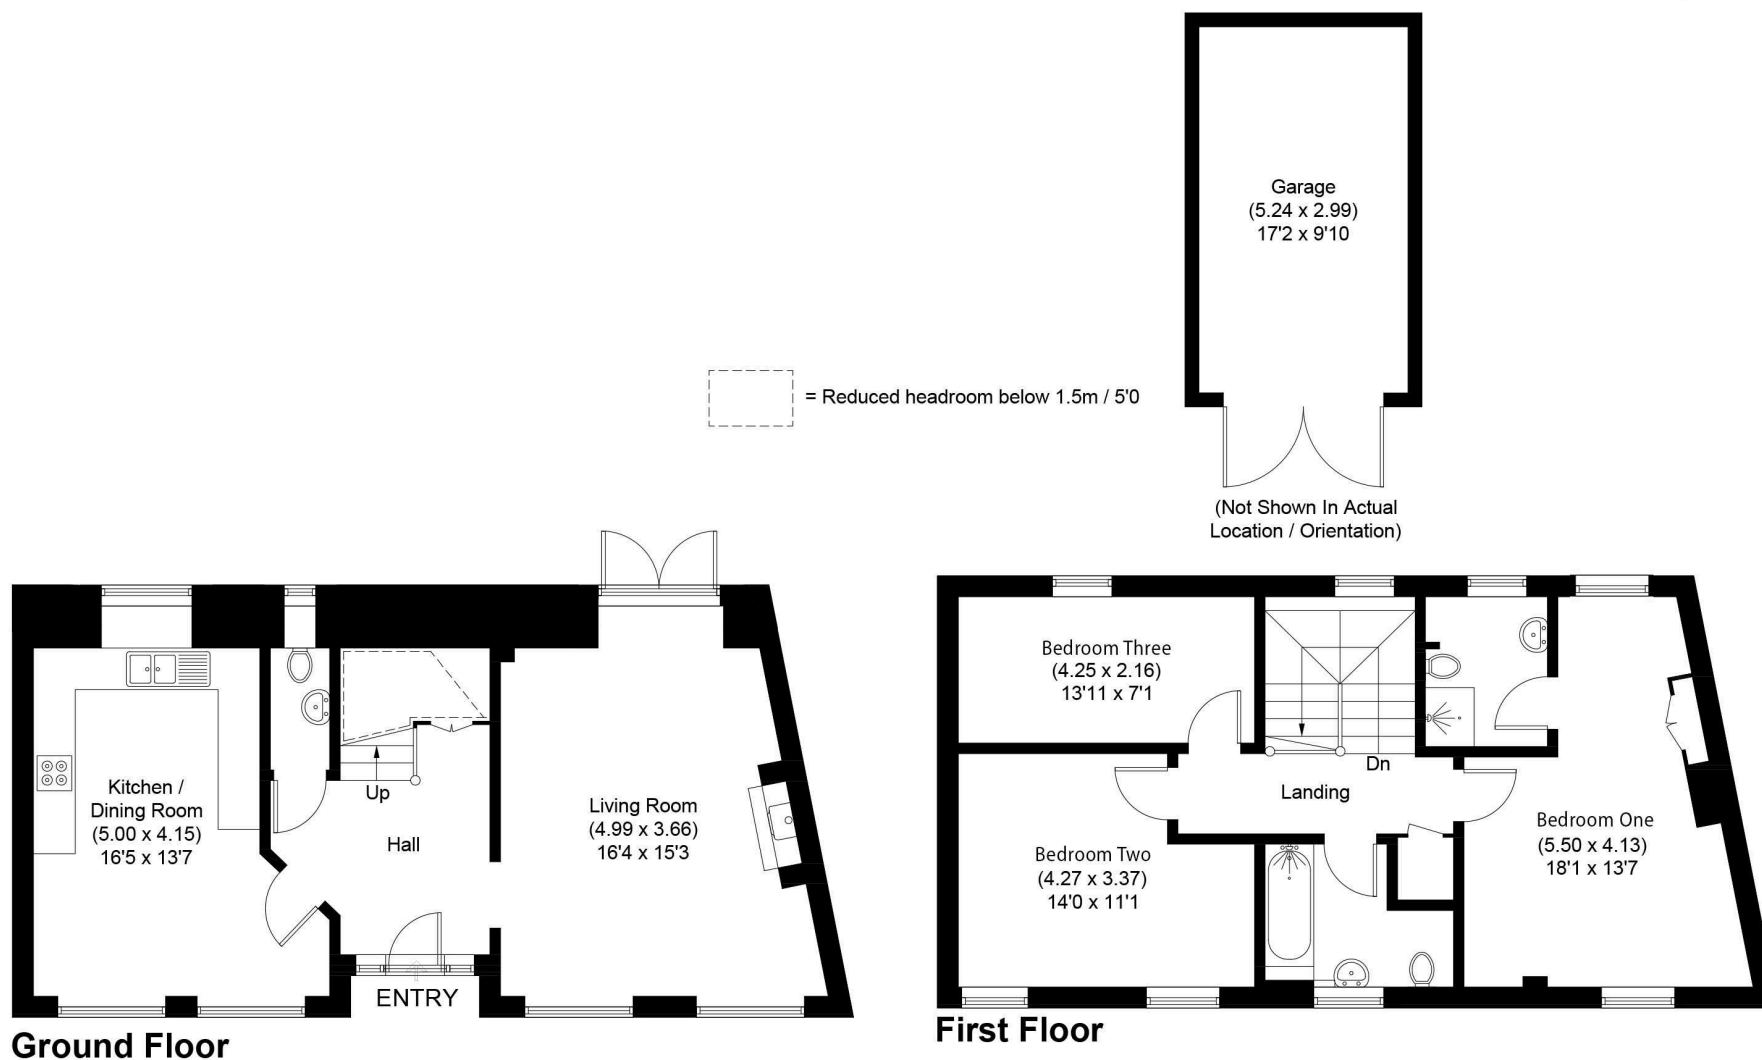 Garage
(5.24 x 2.99)
17'2 x 9'10
= Reduced headroom below 1.5m / 5'0
(Not Shown In Actual
Location / Orientation)
Kitchen /
Dining Room
(5.00 x 4.15)
16'5 x 13'7
Up
Hall
Living Room
(4.99 x 3.66)
16'4 x 15'3
ENTRY
Ground Floor
Bedroom Three
(4.25 x 2.16)
13'11 x 7'1
Dn
Landing
Bedroom Two
(4.27 x 3.37)
14'0 x 11'1
Bedroom One
(5.50 x 4.13)
18'1 x 13'7
First Floor